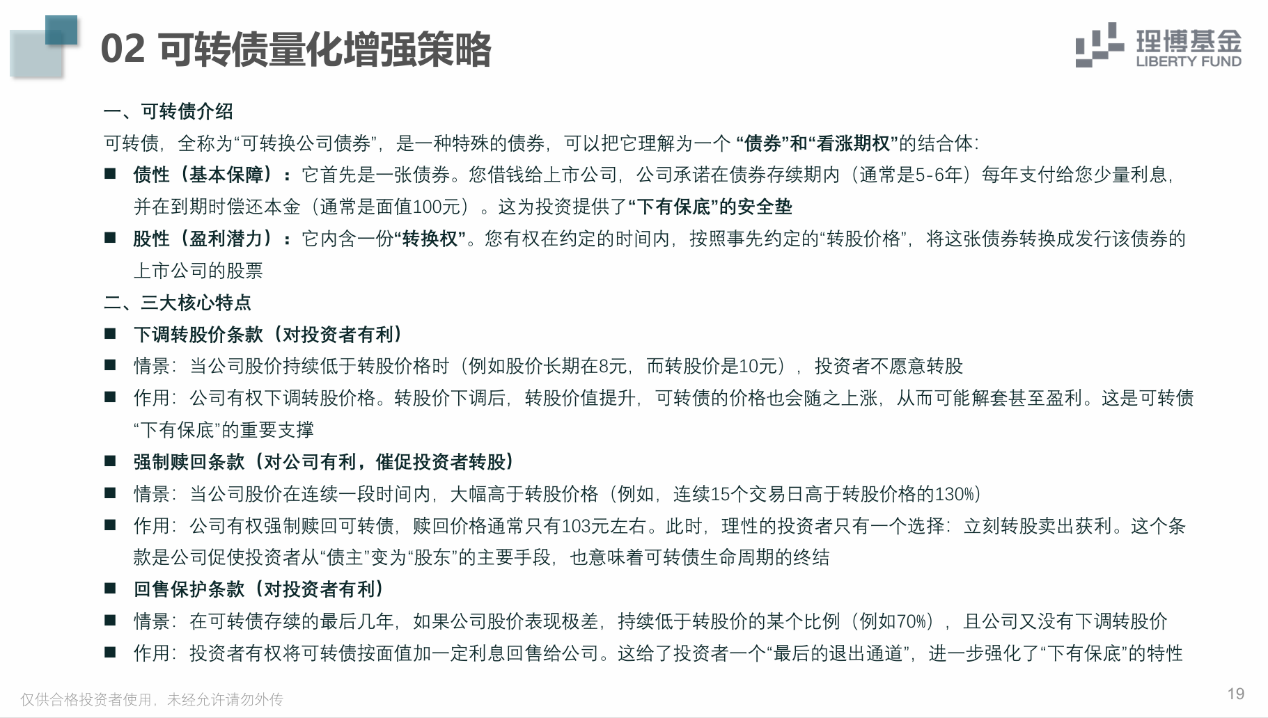 02 可转债量化增强策略
理博基金
LIBERTY FUND
一、可转债介绍
可转债，全称为“可转换公司债券”，是一种特殊的债券，可以把它理解为一个 “债券”和“看涨期权”的结合体：
■ 债性（基本保障）：它首先是一张债券。您借钱给上市公司，公司承诺在债券存续期内（通常是5-6年）每年支付给您少量利息，
并在到期时偿还本金（通常是面值100元）。这为投资提供了“下有保底”的安全垫
■ 股性（盈利潜力）：它内含一份“转换权”。您有权在约定的时间内，按照事先约定的“转股价格”，将这张债券转换成发行该债券的
上市公司的股票
二、三大核心特点
■ 下调转股价条款（对投资者有利）
■ 情景：当公司股价持续低于转股价格时（例如股价长期在8元，而转股价是10元），投资者不愿意转股
■ 作用：公司有权下调转股价格。转股价下调后，转股价值提升，可转债的价格也会随之上涨，从而可能解套甚至盈利。这是可转债
“下有保底”的重要支撑
■ 强制赎回条款（对公司有利，催促投资者转股）
■ 情景：当公司股价在连续一段时间内，大幅高于转股价格（例如，连续15个交易日高于转股价格的130%）
■ 作用：公司有权强制赎回可转债，赎回价格通常只有103元左右。此时，理性的投资者只有一个选择：立刻转股卖出获利。这个条
款是公司促使投资者从“债主”变为“股东”的主要手段，也意味着可转债生命周期的终结
■ 回售保护条款（对投资者有利）
■ 情景：在可转债存续的最后几年，如果公司股价表现极差，持续低于转股价的某个比例（例如70%），且公司又没有下调转股价
■ 作用：投资者有权将可转债按面值加一定利息回售给公司。这给了投资者一个“最后的退出通道”，进一步强化了“下有保底”的特性
仅供合格投资者使用，未经允许请勿外传
19